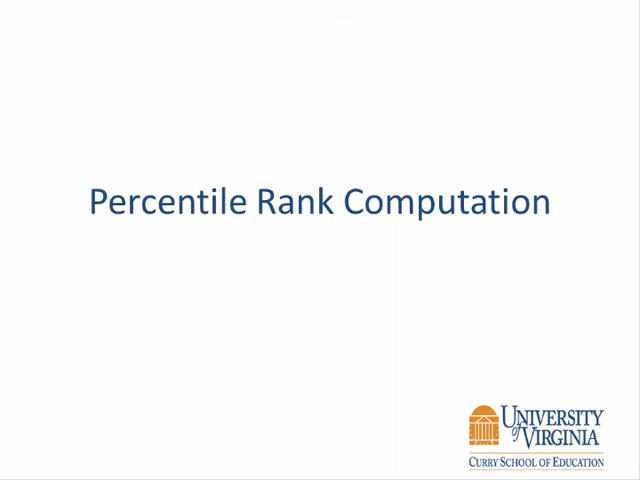 Percentile Rank Computation
UNIVERSITY
of VIRGINIA
CURRY SCHOOL OF EDUCATION